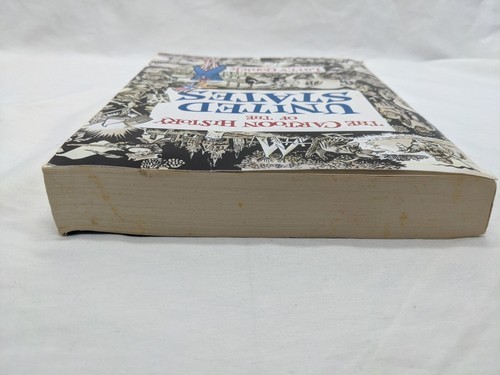 THE CARTOON HISTORY
OF THE
UNITED
STATES